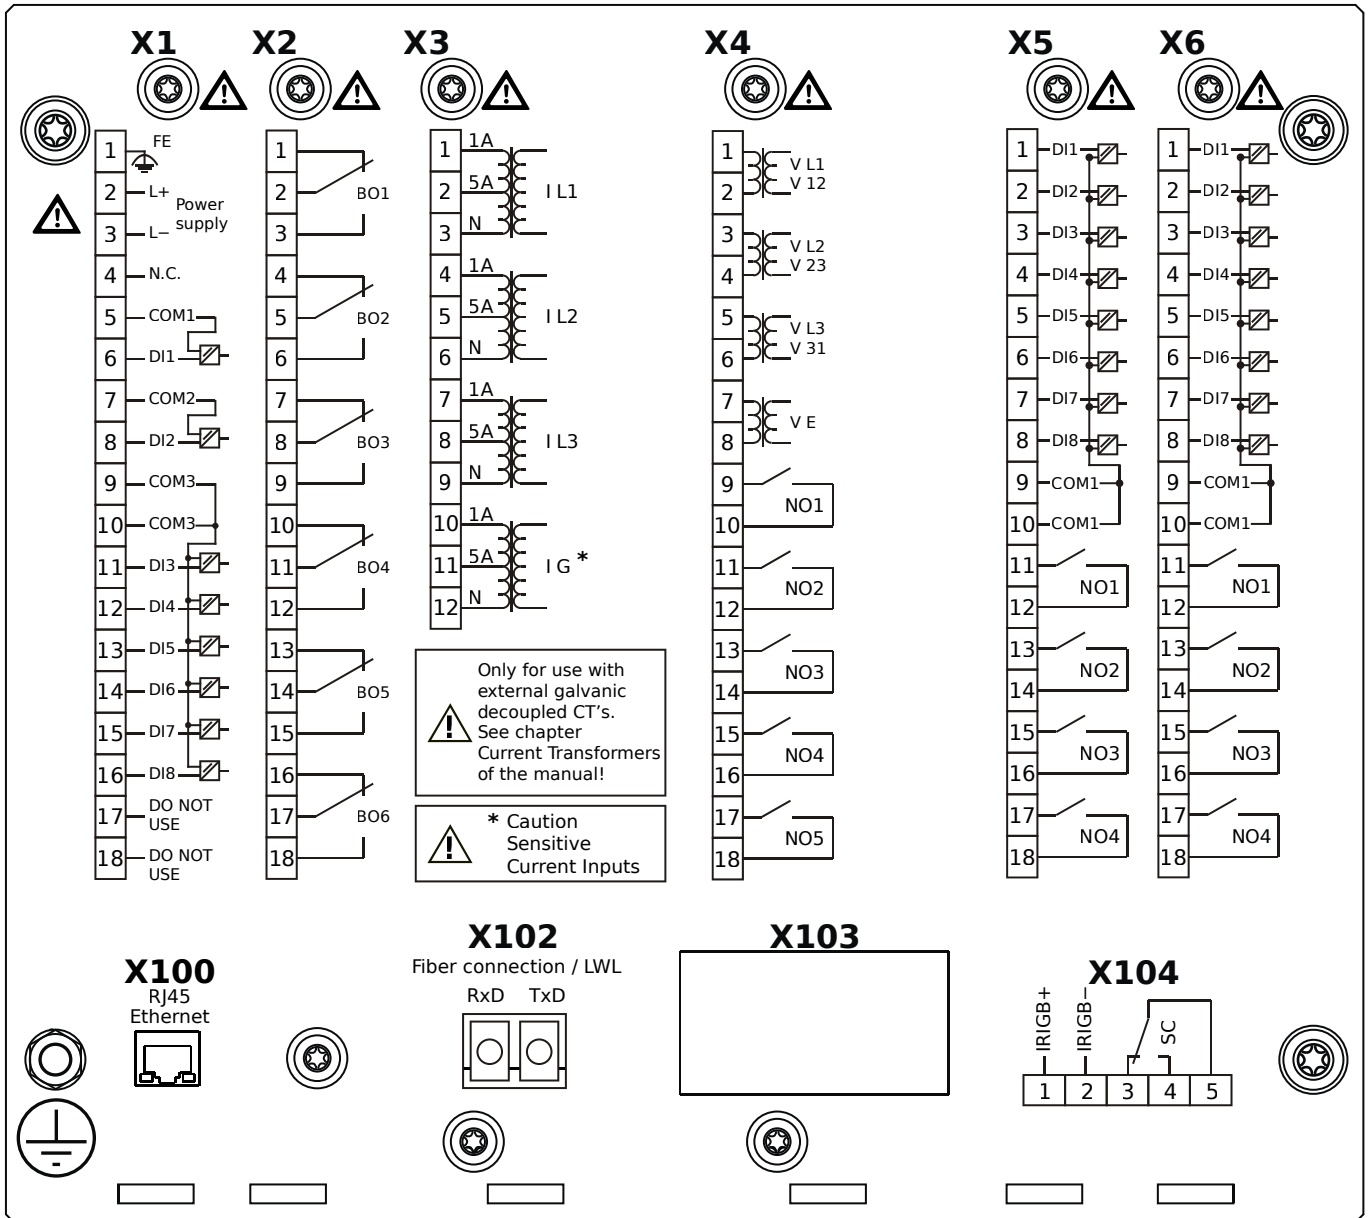 X1 X2 X3 X4 X5 X6
1 FE
2 L+
Power
supply
3 L−
4 N.C.
5 COM1
6 DI1
7 COM2
8 DI2
9 COM3
10 COM3
11 DI3
12 DI4
13 DI5
14 DI6
15 DI7
16 DI8
17 DO NOT
USE
18 DO NOT
USE
1
2 BO1
3
4
5 BO2
6
7
8 BO3
9
10
11 BO4
12
13
14 BO5
15
16
17 BO6
18
1 1A
2 5A I L1
3 N
4 1A
5 5A I L2
6 N
7 1A
8 5A I L3
9 N
10 1A
11 5A I G *
12 N
Only for use with
external galvanic
decoupled CT's.
See chapter
Current Transformers
of the manual!
* Caution
Sensitive
Current Inputs
1 V L1
2 V 12
3 V L2
4 V 23
5 V L3
6 V 31
7
V E
8
9
NO1
10
11
NO2
12
13
NO3
14
15
NO4
16
17
NO5
18
1 DI1
2 DI2
3 DI3
4 DI4
5 DI5
6 DI6
7 DI7
8 DI8
9 COM1
10 COM1
11
NO1
12
13
NO2
14
15
NO3
16
17
NO4
18
1 DI1
2 DI2
3 DI3
4 DI4
5 DI5
6 DI6
7 DI7
8 DI8
9 COM1
10 COM1
11
NO1
12
13
NO2
14
15
NO3
16
17
NO4
18
X100
RJ45
Ethernet
X102
Fiber connection / LWL
RxD TxD
X103
X104
IRIGB+
IRIGB−
SC
1 2 3 4 5